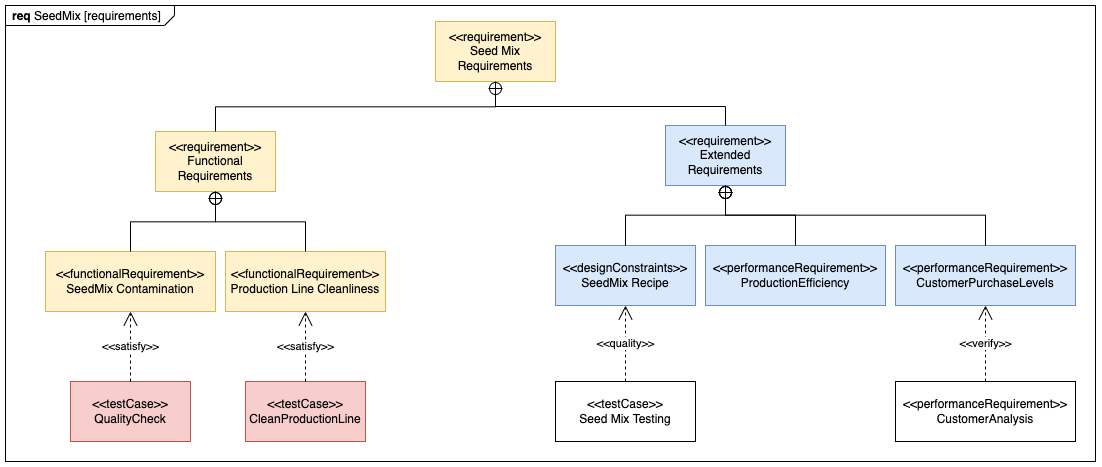 req SeedMix [requirements]
<<requirement>>
Seed Mix
Requirements
<<requirement>>
Functional
Requirements
<<requirement>>
Extended
Requirements
<<functionalRequirement>>
SeedMix Contamination
<<functionalRequirement>>
Production Line Cleanliness
<<designConstraints>>
SeedMix Recipe
<<performanceRequirement>>
ProductionEfficiency
<<performanceRequirement>>
CustomerPurchaseLevels
<<satisfy>>
<<satisfy>>
<<quality>>
<<verify>>
<<testCase>>
QualityCheck
<<testCase>>
CleanProductionLine
<<testCase>>
Seed Mix Testing
<<performanceRequirement>>
CustomerAnalysis